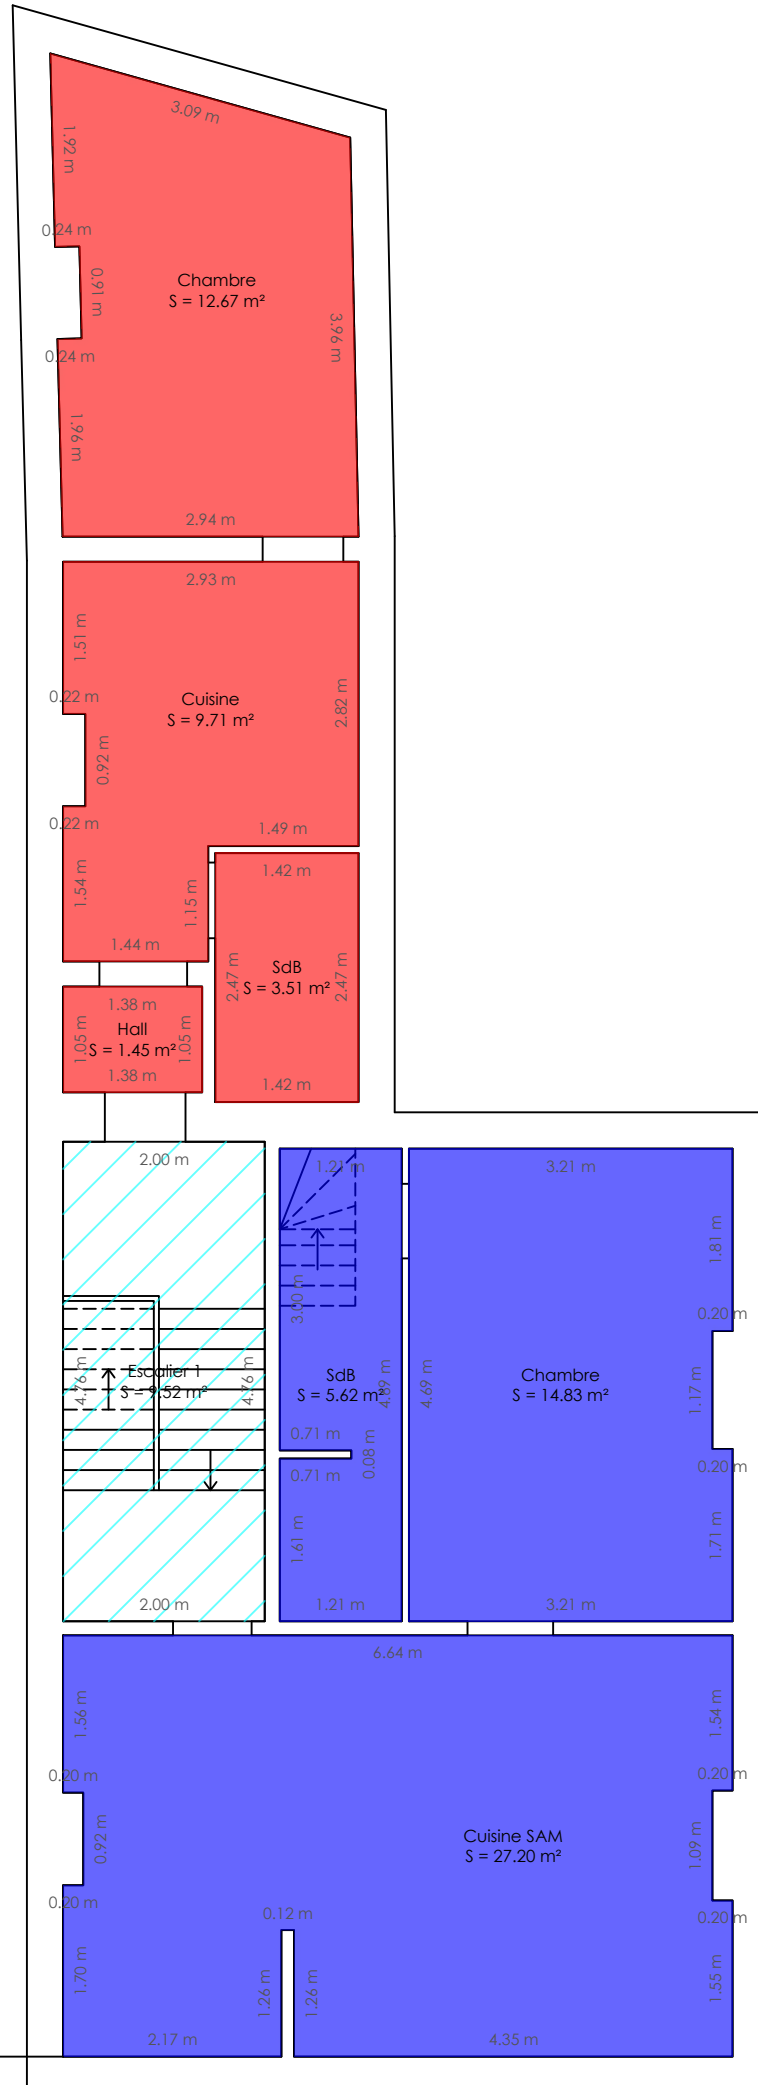 3.09 m
1.92 m
0.24 m
0.91 m
Chambre
S = 12.67 m²
3.96 m
0.24 m
1.96 m
2.94 m
2.93 m
1.51 m
0.22 m
Cuisine
S = 9.71 m²
2.82 m
0.92 m
0.22 m
1.49 m
1.54 m
1.15 m
1.42 m
1.44 m
2.47 m
SdB
S = 3.51 m²
2.47 m
1.38 m
1.05 m
Hall
S = 1.45 m²
1.05 m
1.38 m
1.42 m
2.00 m
1.21 m
3.21 m
1.81 m
3.00 m
0.20 m
4.76 m
Escalier 1
S = 9.52 m²
4.76 m
SdB
S = 5.62 m²
4.69 m
4.69 m
Chambre
S = 14.83 m²
1.17 m
0.71 m
0.08 m
0.71 m
0.20 m
1.61 m
1.71 m
2.00 m
1.21 m
3.21 m
6.64 m
1.56 m
1.54 m
0.20 m
0.20 m
0.92 m
Cuisine SAM
S = 27.20 m²
1.09 m
0.20 m
0.12 m
0.20 m
1.70 m
1.26 m
1.26 m
1.55 m
2.17 m
4.35 m